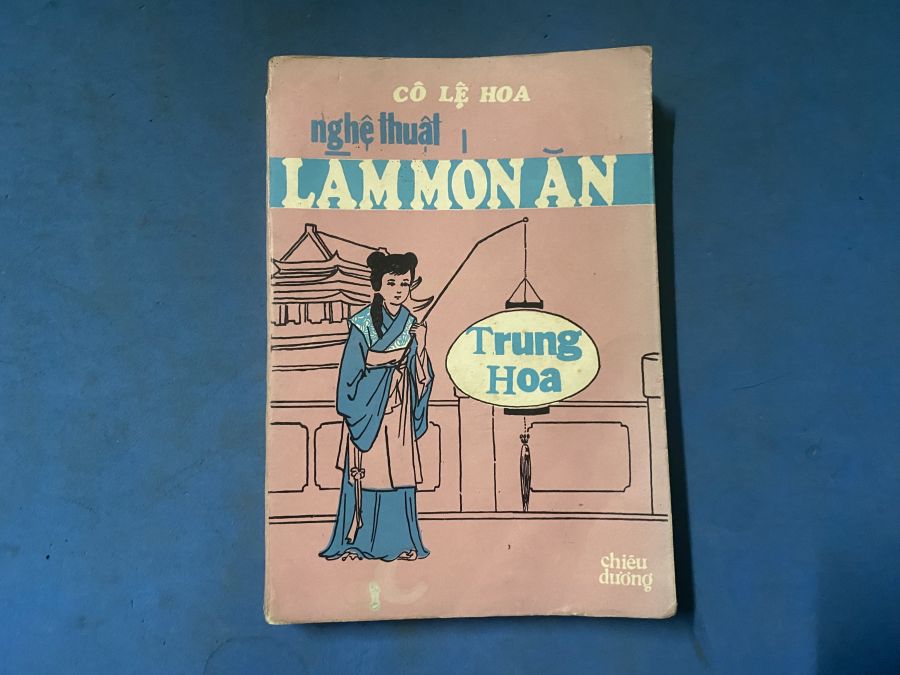 CÔ LỆ HOA
nghệ thuật
LÀM MÓN ĂN
Trung
Hoa
chiêu
dương